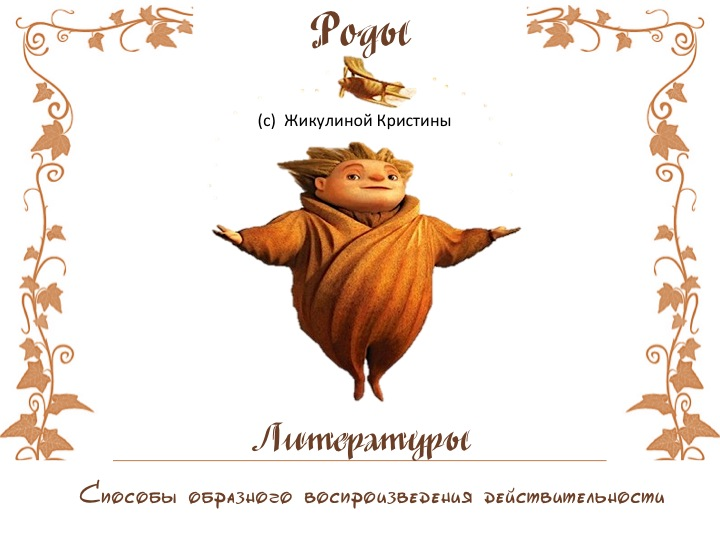 Роды
(с) Жикулиной Кристины
Литературы
Способы образного воспроизведения действительности